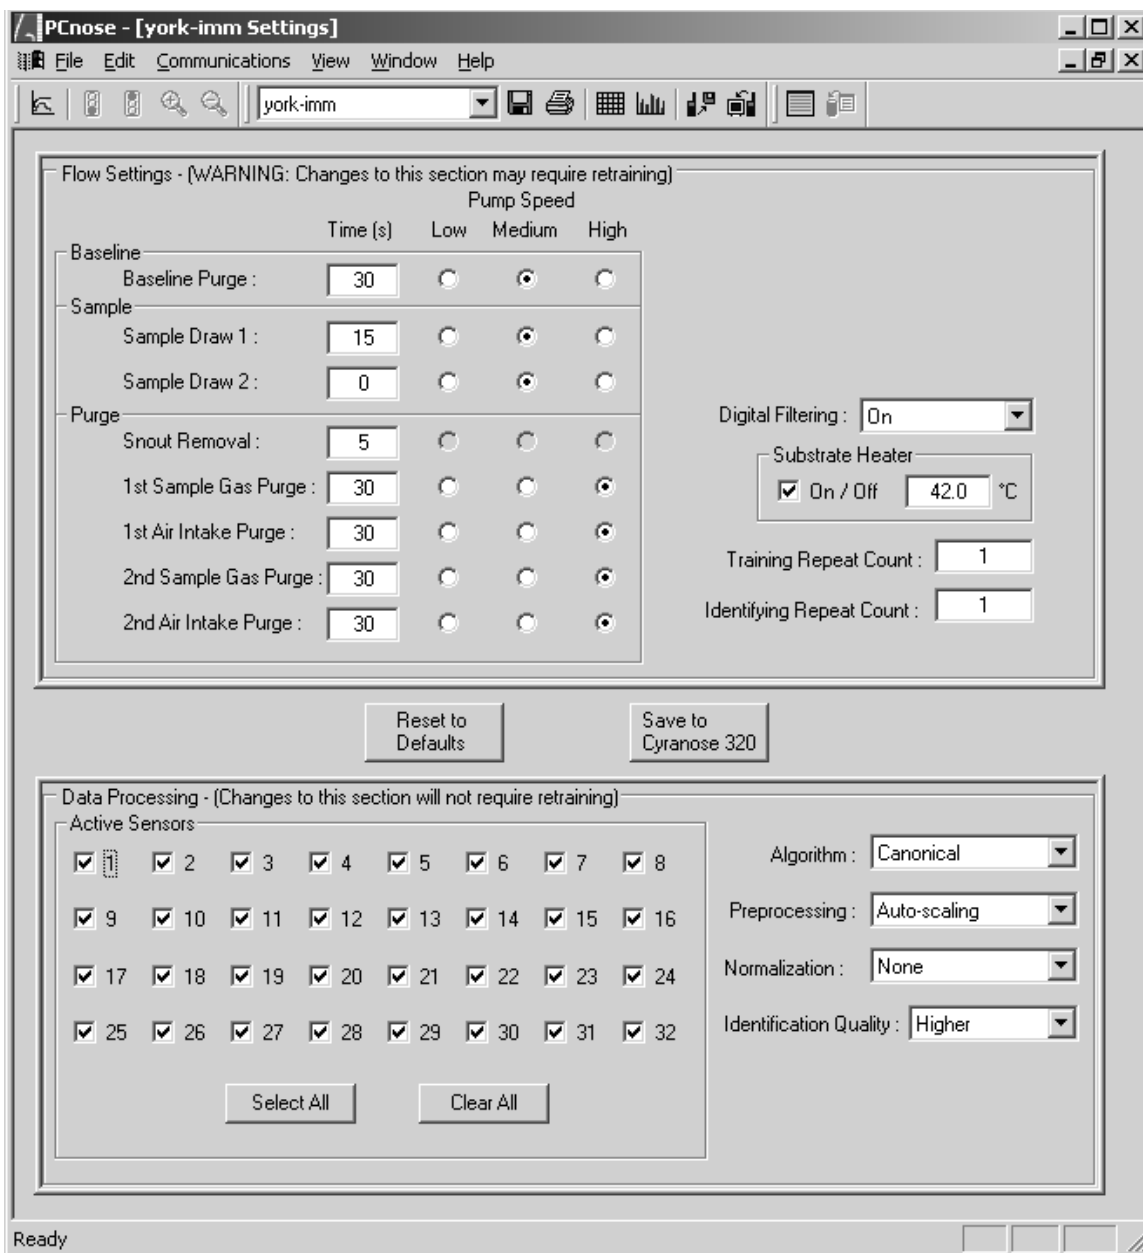 PCnose - [york-imm Settings]
File Edit Communications View Window Help
york-imm
Flow Settings - (WARNING: Changes to this section may require retraining)
Pump Speed
Time (s) Low Medium High
Baseline
Baseline Purge : 30
Sample
Sample Draw 1 : 15
Sample Draw 2 : 0
Purge
Snout Removal : 5
1st Sample Gas Purge : 30
1st Air Intake Purge : 30
2nd Sample Gas Purge : 30
2nd Air Intake Purge : 30
Digital Filtering : On
Substrate Heater
On / Off 42.0 °C
Training Repeat Count : 1
Identifying Repeat Count : 1
Reset to
Defaults
Save to
Cyranose 320
Data Processing - (Changes to this section will not require retraining)
Active Sensors
1 2 3 4 5 6 7 8
9 10 11 12 13 14 15 16
17 18 19 20 21 22 23 24
25 26 27 28 29 30 31 32
Select All Clear All
Algorithm : Canonical
Preprocessing : Auto-scaling
Normalization : None
Identification Quality : Higher
Ready